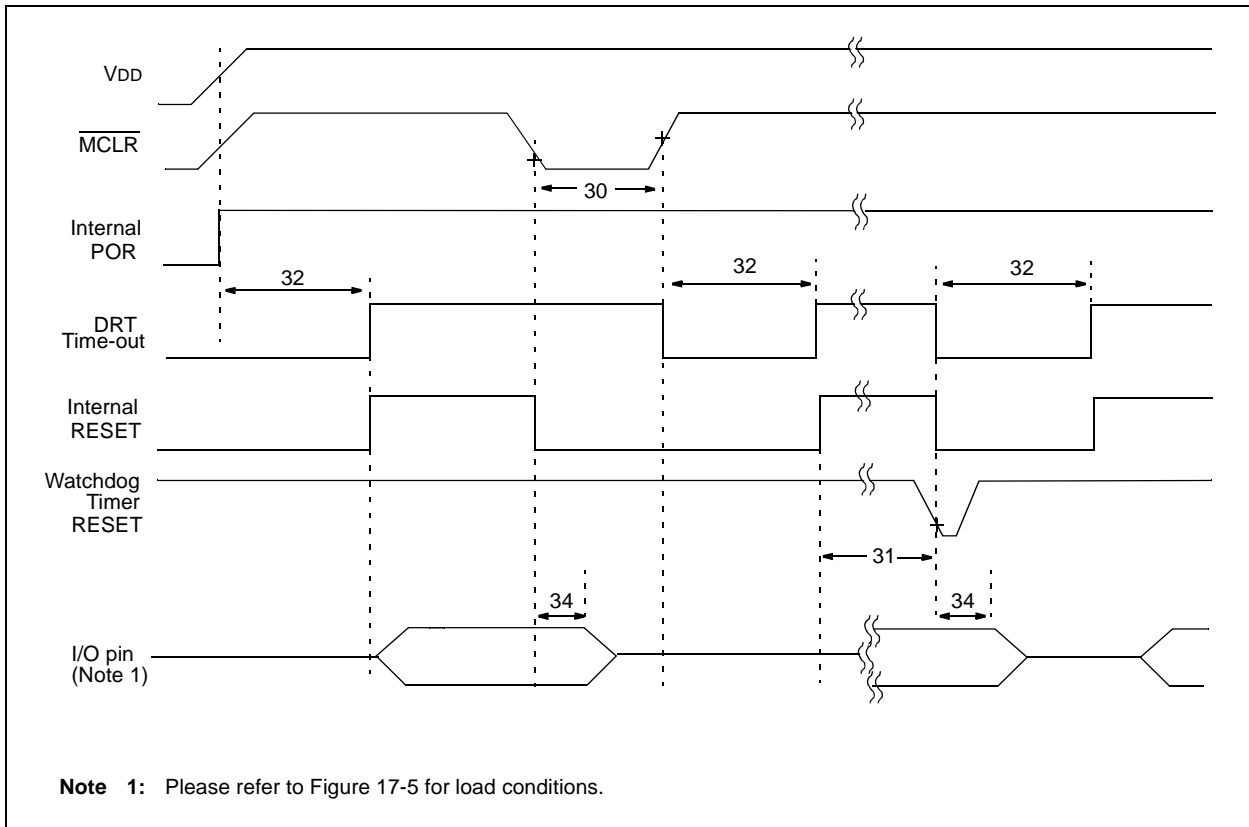 VDD
MCLR
30
Internal
POR
32
32
32
DRT
Time-out
Internal
RESET
Watchdog
Timer
RESET
31
34
34
I/O pin
(Note 1)
Note 1: Please refer to Figure 17-5 for load conditions.